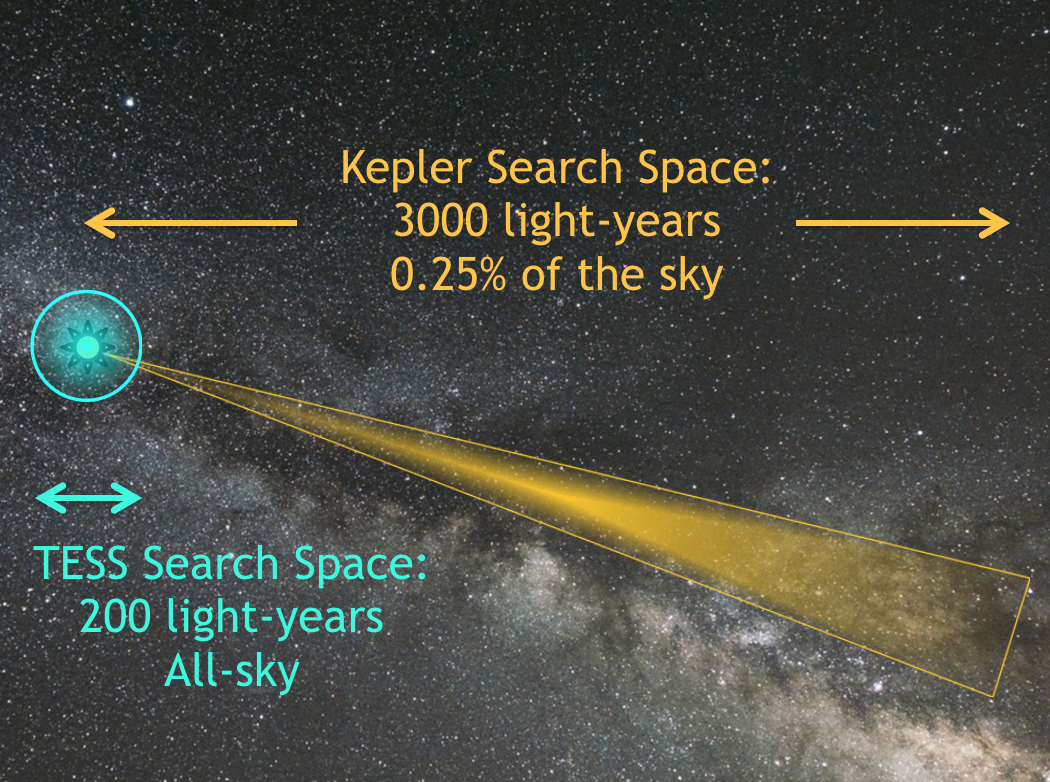 Kepler Search Space:
3000 light-years
0.25% of the sky
TESS Search Space:
200 light-years
All-sky